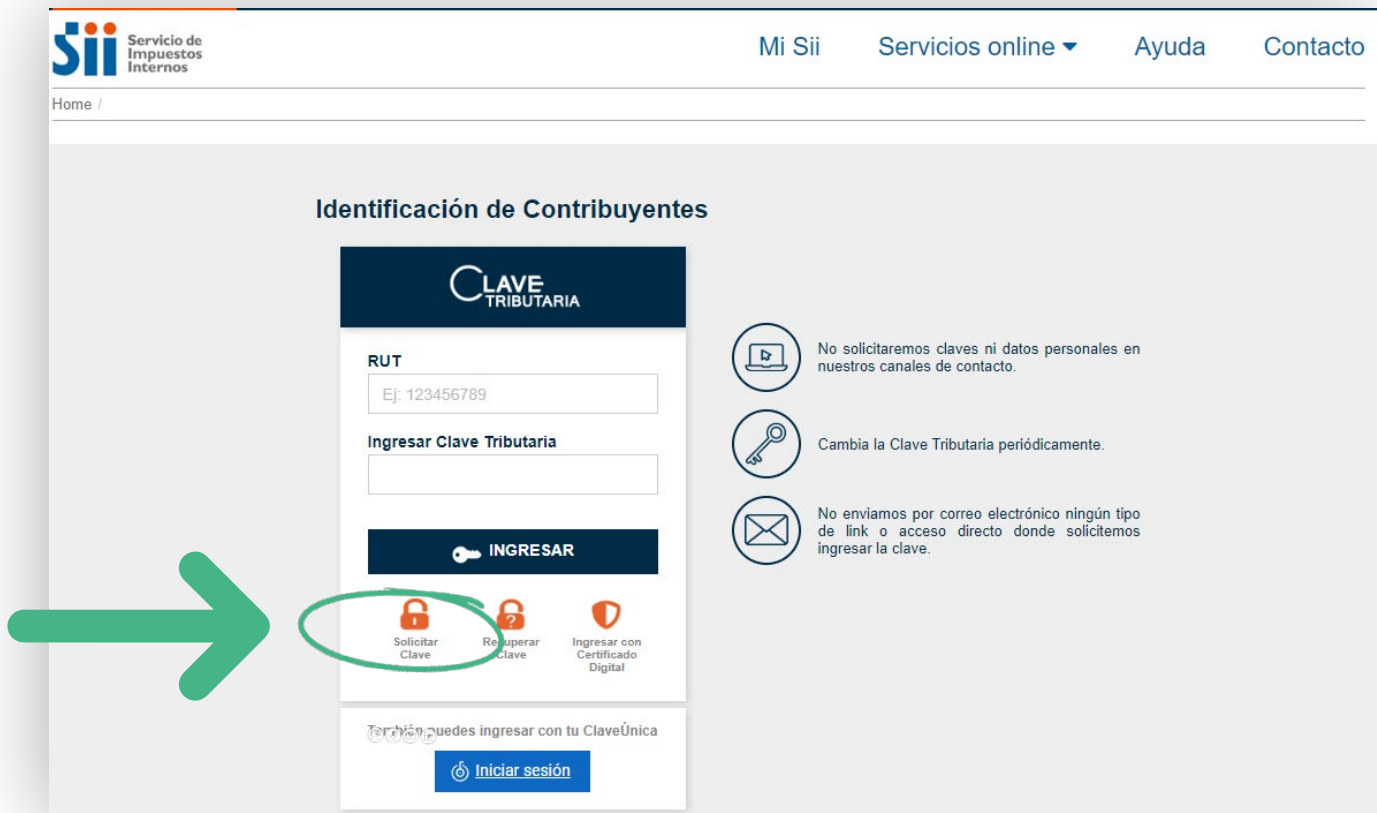 Sii Servicio de
Impuestos
Internos
Mi Sii Servicios online Ayuda Contacto
Home /
Identificación de Contribuyentes
CLAVE
TRIBUTARIA
RUT
Ej: 123456789
Ingresar Clave Tributaria
INGRESAR
Solicitar
Clave
Recuperar
Clave
Ingresar con
Certificado
Digital
También puedes ingresar con tu ClaveÚnica
Iniciar sesión
No solicitaremos claves ni datos personales en
nuestros canales de contacto.
Cambia la Clave Tributaria periódicamente.
No enviamos por correo electrónico ningún tipo
de link o acceso directo donde solicitemos
ingresar la clave.